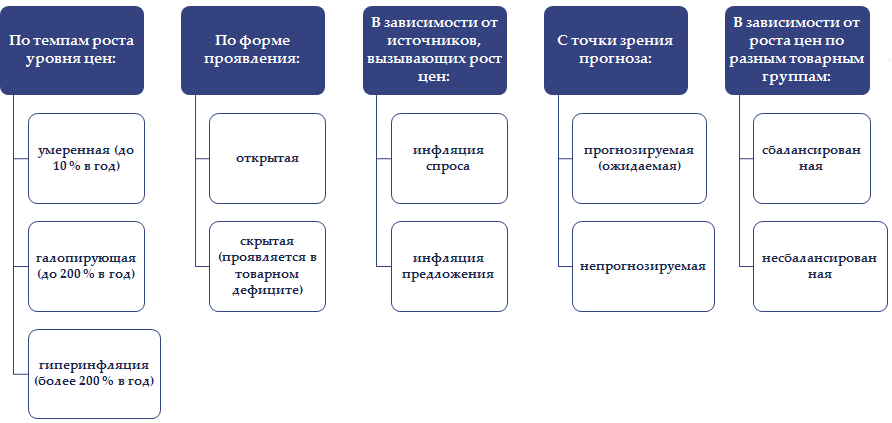 По темпам роста
уровня цен:
умеренная (до
10% в год)
галопирующая
(до 200% в год)
гиперинфляция
(более 200% в год)
По форме
проявления:
открытая
скрытая
(проявляется в
товарном
дефиците)
В зависимости от
источников,
вызывающих рост
цен:
инфляция
спроса
инфляция
предложения
С точки зрения
прогноза:
прогнозируемая
(ожидаемая)
непрогнозируемая
В зависимости от
роста цен по
разным товарным
группам:
сбалансирован
ная
несбалансирован
ная